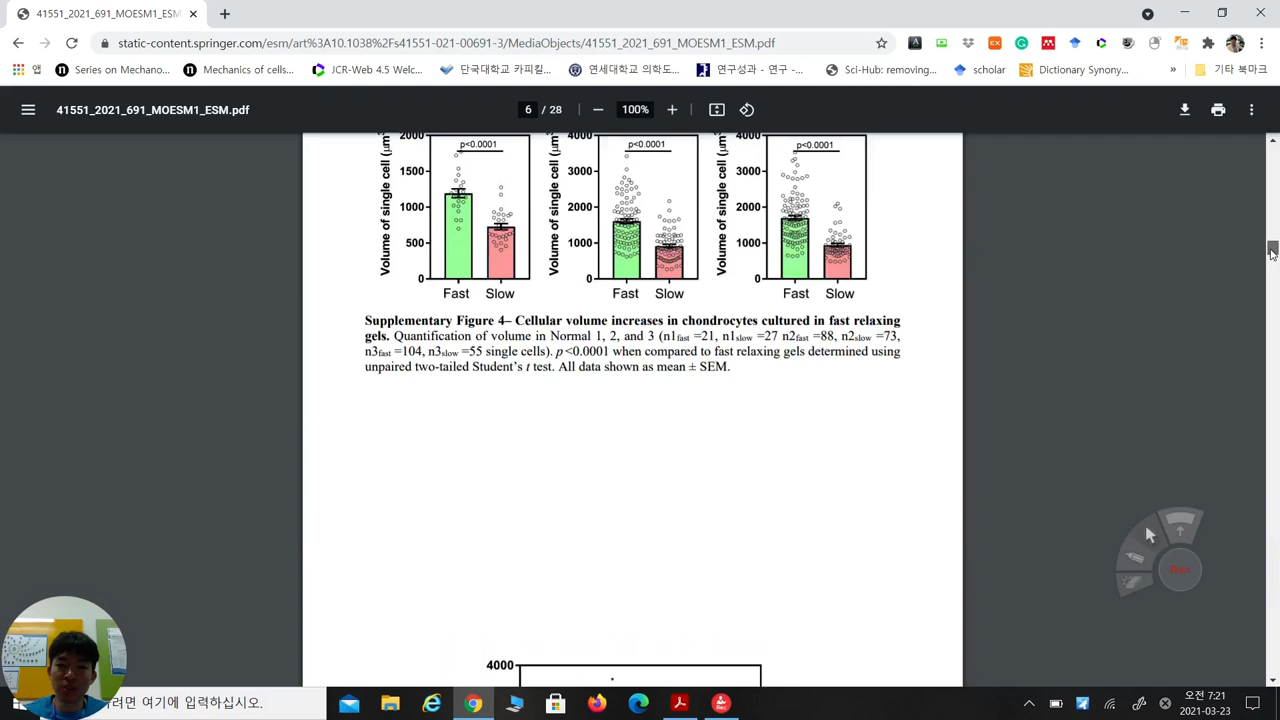 41551_2021_691_MOESM1_ESM.pdf
static-content.springer.com/esm/art%3A10.1038%2Fs41551-021-00691-3/MediaObjects/41551_2021_691_MOESM1_ESM.pdf
앱 Series on Mechano... Mechanics of cells... JCR-Web 4.5 Welc... 단국대학교 카피킬... 연세대학교 의학도... 연구성과 - 연구 - ... Sci-Hub: removing... scholar Dictionary Synony... » 기타 북마크
41551_2021_691_MOESM1_ESM.pdf 6 / 28 100%
2000 4000 4000
p<0.0001 p<0.0001 p<0.0001
1500 3000 3000
1000 2000 2000
500 1000 1000
0 0 0
Volume of single cell (μm³ Volume of single cell (μm³ Volume of single cell (μm³
Fast Slow Fast Slow Fast Slow
Supplementary Figure 4– Cellular volume increases in chondrocytes cultured in fast relaxing
gels. Quantification of volume in Normal 1, 2, and 3 (n1fast =21, n1slow =27 n2fast =88, n2slow =73,
n3fast =104, n3slow =55 single cells). p<0.0001 when compared to fast relaxing gels determined using
unpaired two-tailed Student's t test. All data shown as mean ± SEM.
4000
려면 여기에 입력하십시오.
Rec
오전 7:21
2021-03-23